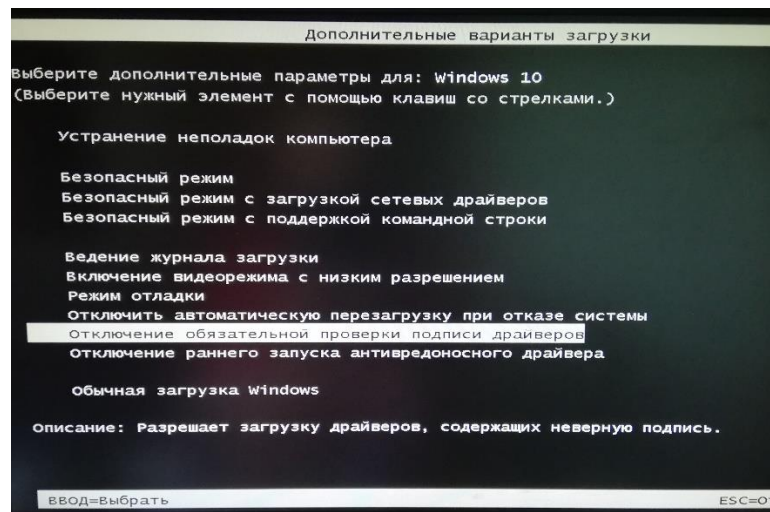 Дополнительные варианты загрузки
Выберите дополнительные параметры для: Windows 10
(Выберите нужный элемент с помощью клавиш со стрелками.)
Устранение неполадок компьютера
Безопасный режим
Безопасный режим с загрузкой сетевых драйверов
Безопасный режим с поддержкой командной строки
Ведение журнала загрузки
Включение видеорежима с низким разрешением
Режим отладки
Отключить автоматическую перезагрузку при отказе системы
Отключение обязательной проверки подписи драйверов
Отключение раннего запуска антивредоносного драйвера
Обычная загрузка Windows
Описание: Разрешает загрузку драйверов, содержащих неверную подпись.
ВВОД=Выбрать ESC=